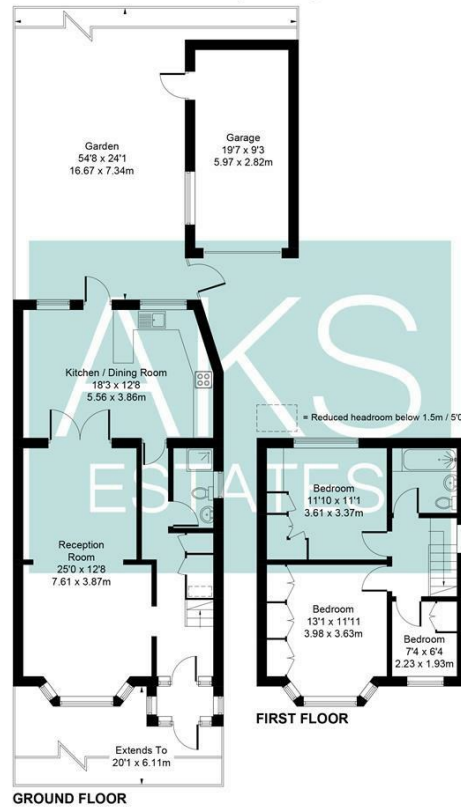 Garden
54'8 x 24'1
16.67 x 7.34m
Garage
19'7 x 9'3
5.97 x 2.82m
AKS
ESTATES
Kitchen / Dining Room
18'3 x 12'8
5.56 x 3.86m
= Reduced headroom below 1.5m / 5'0
Reception
Room
25'0 x 12'8
7.61 x 3.87m
Bedroom
11'10 x 11'1
3.61 x 3.37m
Bedroom
13'1 x 11'11
3.98 x 3.63m
Bedroom
7'4 x 6'4
2.23 x 1.93m
Extends To
20'1 x 6.11m
FIRST FLOOR
GROUND FLOOR